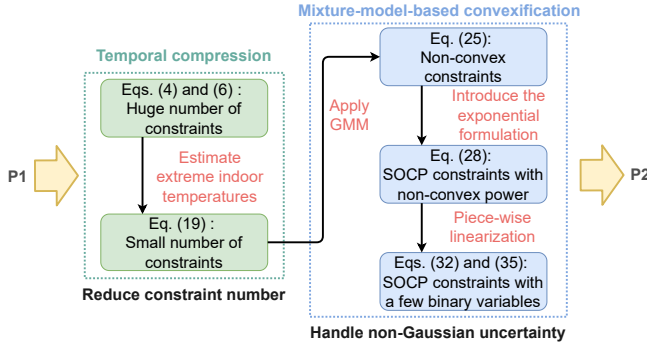 Mixture-model-based convexification
Temporal compression
P1
Eqs. (4) and (6) :
Huge number of
constraints
Estimate
extreme indoor
temperatures
Eq. (19) :
Small number of
constraints
Reduce constraint number
Apply
GMM
Eq. (25):
Non-convex
constraints
Introduce the
exponential
formulation
Eq. (28):
SOCP constraints with
non-convex power
Piece-wise
linearization
Eqs. (32) and (35):
SOCP constraints with
a few binary variables
Handle non-Gaussian uncertainty
P2